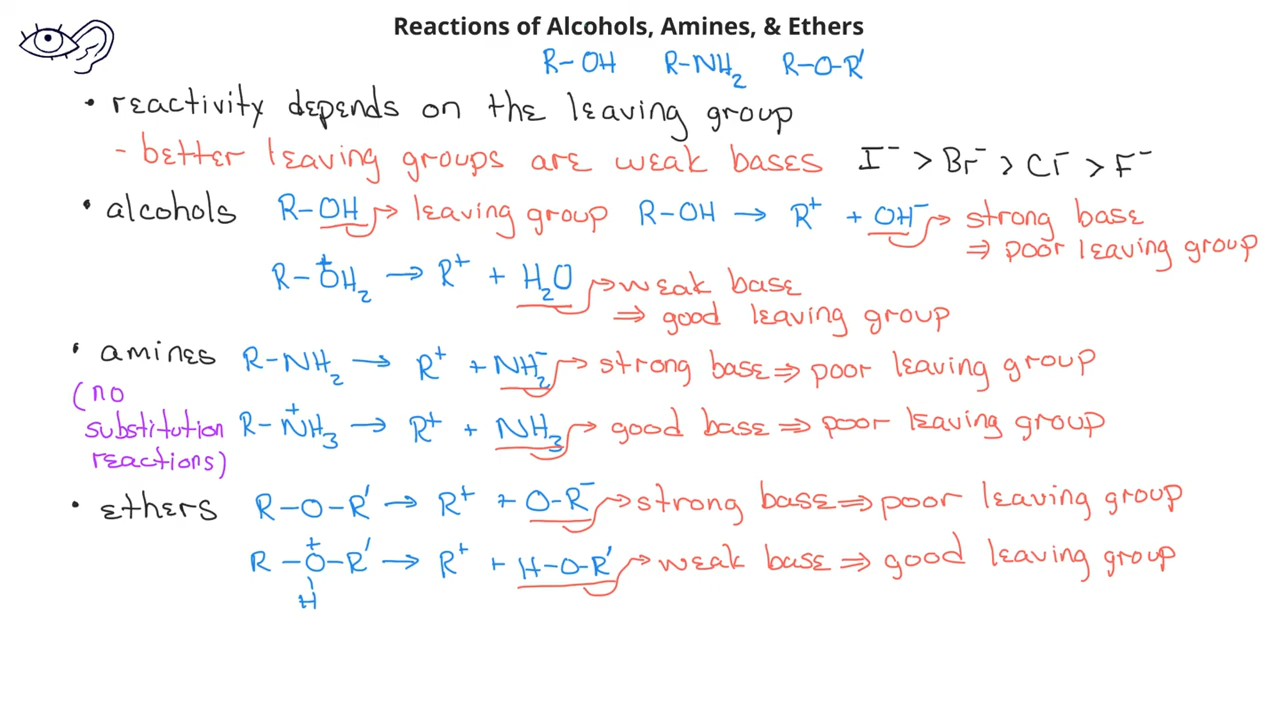 Reactions of Alcohols, Amines, & Ethers
R-OH R-NH₂ R-O-R'
• reactivity depends on the leaving group
- better leaving groups are weak bases I⁻ > Br⁻ > Cl⁻ > F⁻
• alcohols R-OH → leaving group R-OH → R⁺ + OH⁻ → strong base
⇒ poor leaving group
R-O⁺H₂ → R⁺ + H₂O → weak base
⇒ good leaving group
• amines R-NH₂ → R⁺ + NH₂⁻ → strong base ⇒ poor leaving group
(no
substitution R-N⁺H₃ → R⁺ + NH₃ → good base ⇒ poor leaving group
reactions)
• ethers R-O-R' → R⁺ + O-R⁻ → strong base ⇒ poor leaving group
R-O⁺-R' → R⁺ + H-O-R' → weak base ⇒ good leaving group
H